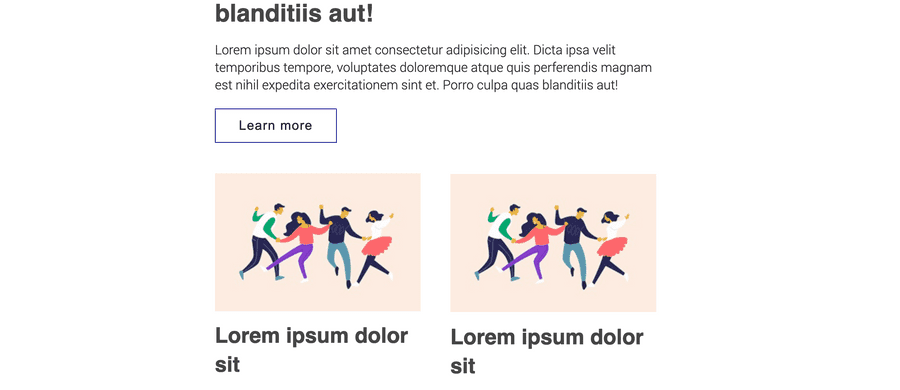 blanditiis aut!
Lorem ipsum dolor sit amet consectetur adipisicing elit. Dicta ipsa velit
temporibus tempore, voluptates doloremque atque quis perferendis magnam
est nihil expedita exercitationem sint et. Porro culpa quas blanditiis aut!
Learn more
Lorem ipsum dolor
sit
Lorem ipsum dolor
sit